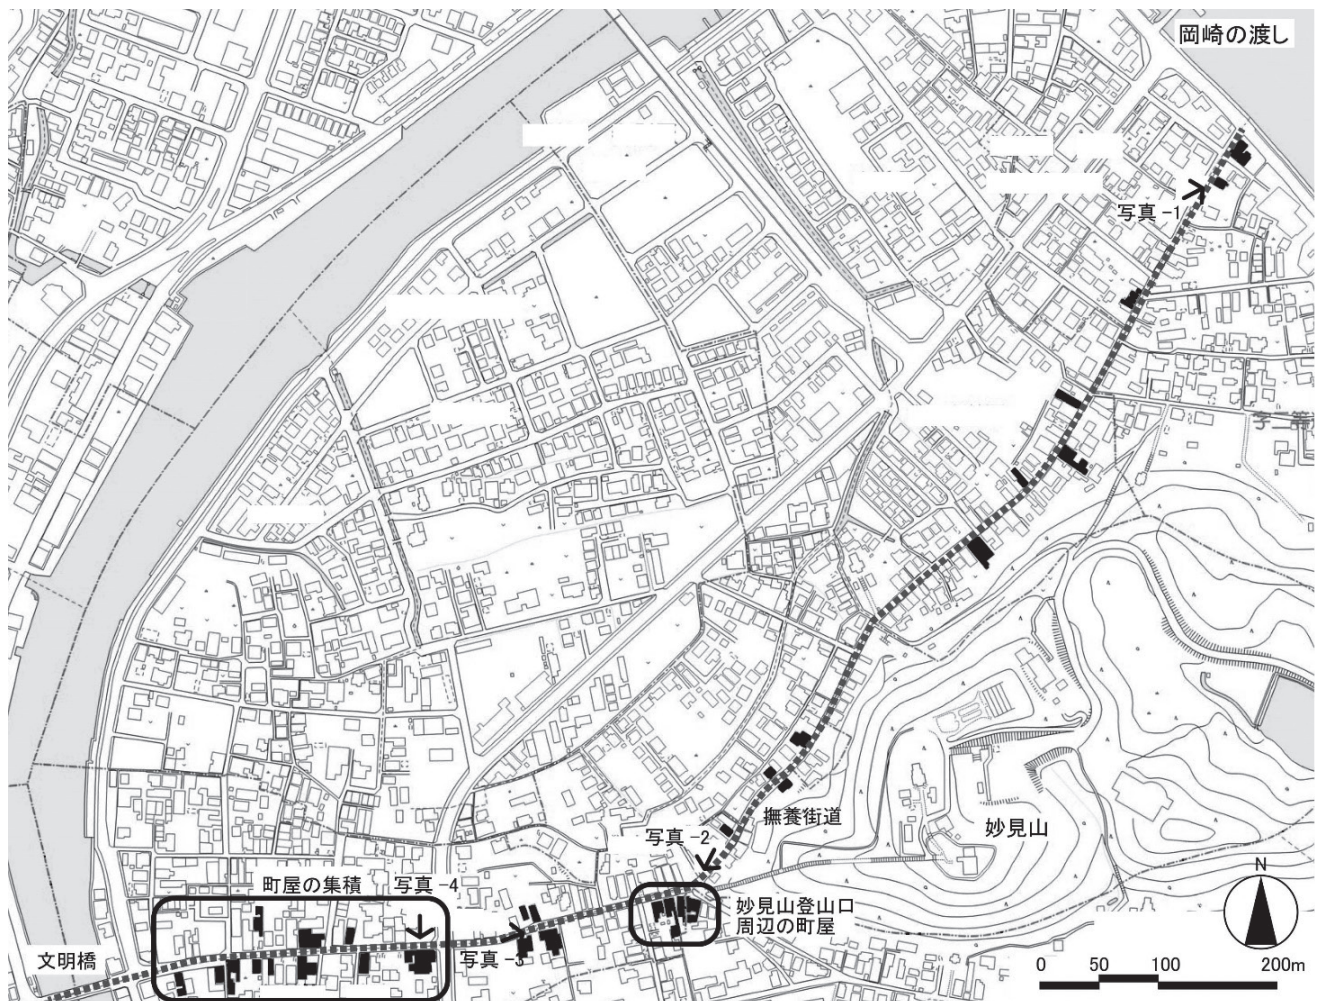 岡崎の渡し
写真-1
撫養街道
写真-2
妙見山
N
町屋の集積
写真-4
妙見山登山口
周辺の町屋
文明橋
写真-3
0 50 100 200m